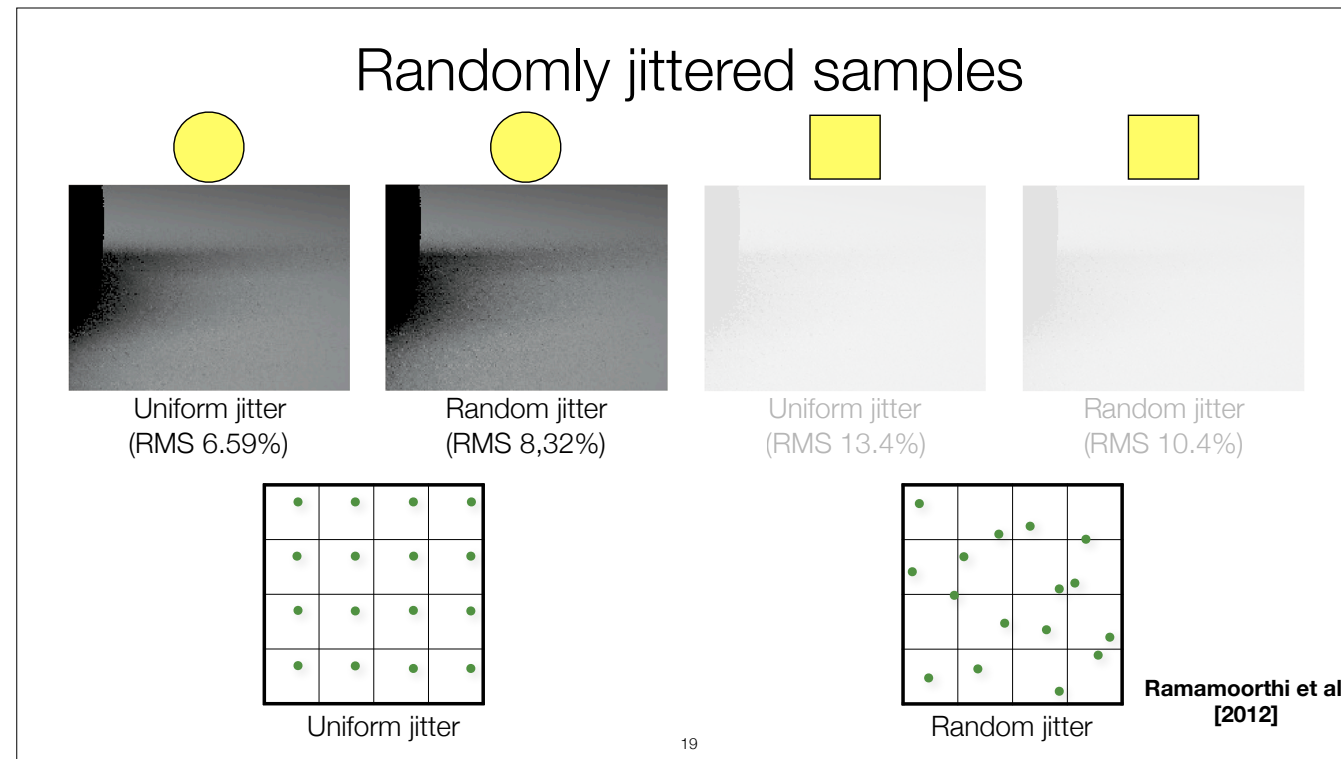 Randomly jittered samples
Uniform jitter
(RMS 6.59%)
Random jitter
(RMS 8,32%)
Uniform jitter
(RMS 13.4%)
Random jitter
(RMS 10.4%)
Uniform jitter
Random jitter
Ramamoorthi et al
[2012]
19